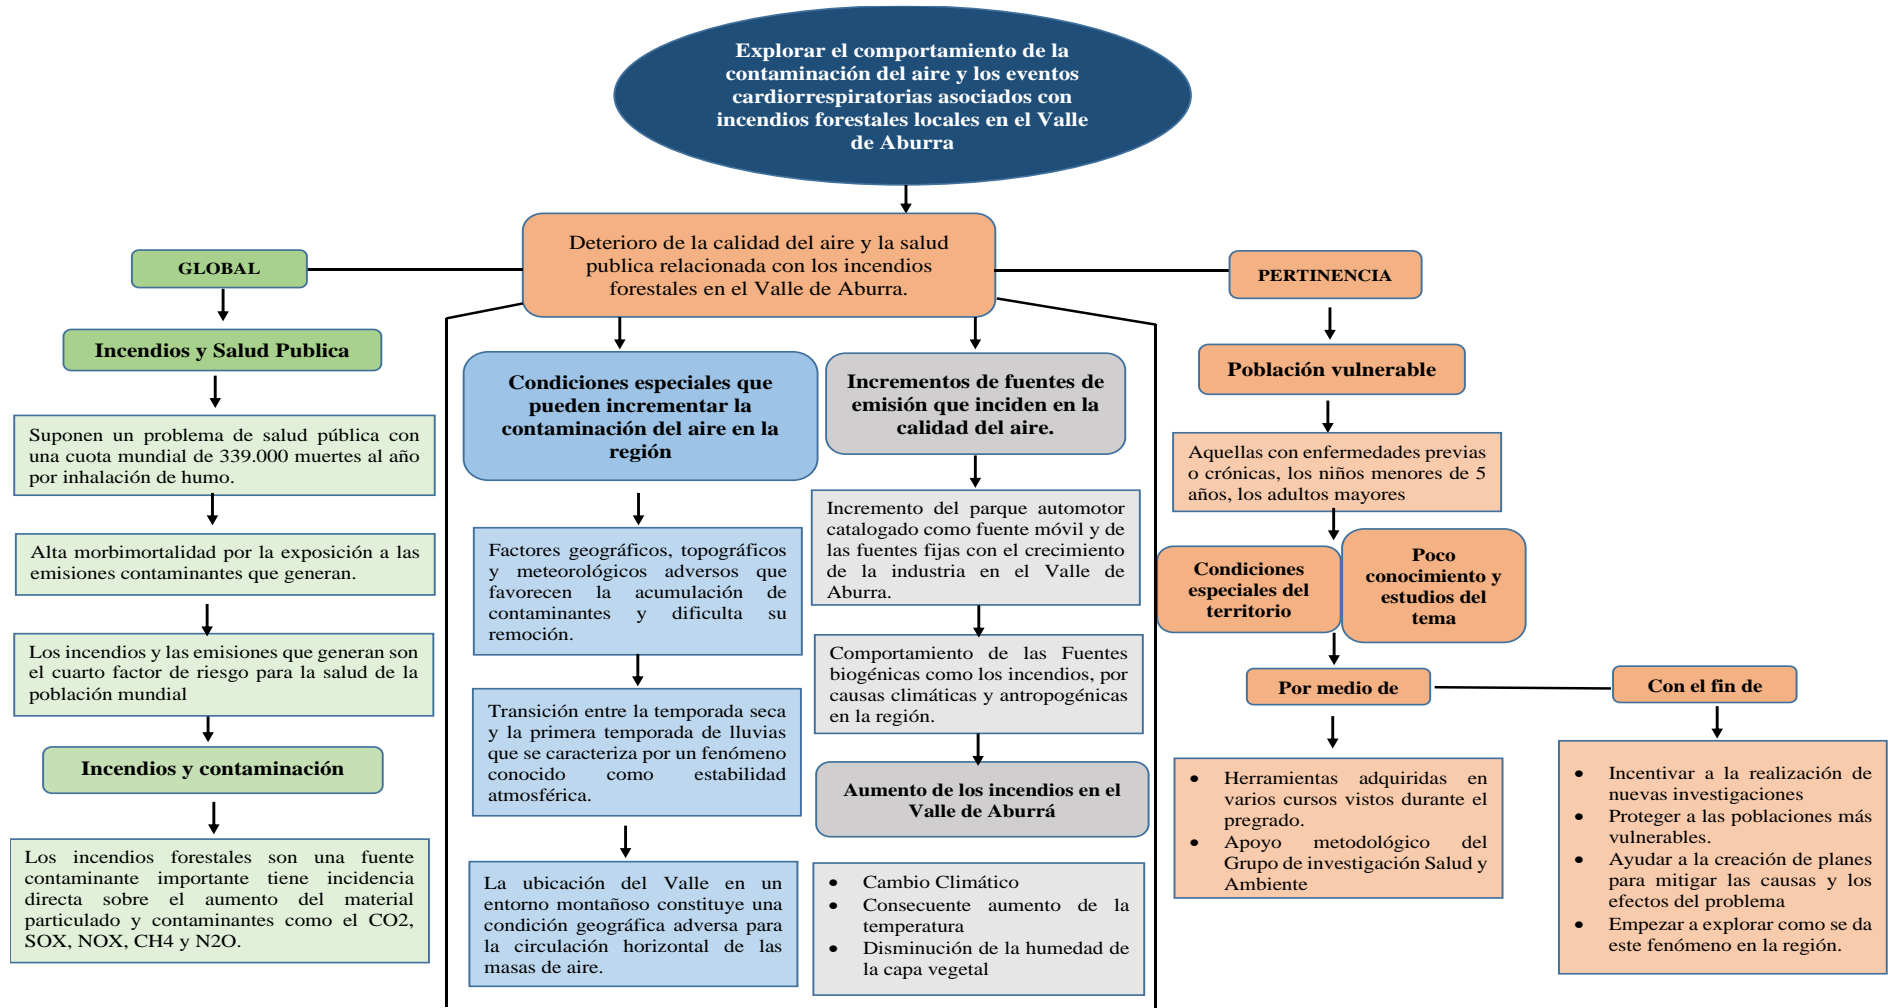 Explorar el comportamiento de la
contaminación del aire y los eventos
cardiorrespiratorias asociados con
incendios forestales locales en el Valle
de Aburra
Deterioro de la calidad del aire y la salud
publica relacionada con los incendios
forestales en el Valle de Aburra.
GLOBAL
Incendios y Salud Publica
Suponen un problema de salud pública con
una cuota mundial de 339.000 muertes al año
por inhalación de humo.
Alta morbimortalidad por la exposición a las
emisiones contaminantes que generan.
Los incendios y las emisiones que generan son
el cuarto factor de riesgo para la salud de la
población mundial
Incendios y contaminación
Los incendios forestales son una fuente
contaminante importante tiene incidencia
directa sobre el aumento del material
particulado y contaminantes como el CO2,
SOX, NOX, CH4 y N2O.
Condiciones especiales que
pueden incrementar la
contaminación del aire en la
región
Factores geográficos, topográficos
y meteorológicos adversos que
favorecen la acumulación de
contaminantes y dificulta su
remoción.
Transición entre la temporada seca
y la primera temporada de lluvias
que se caracteriza por un fenómeno
conocido como estabilidad
atmosférica.
La ubicación del Valle en un
entorno montañoso constituye una
condición geográfica adversa para
la circulación horizontal de las
masas de aire.
Incrementos de fuentes de
emisión que inciden en la
calidad del aire.
Incremento del parque automotor
catalogado como fuente móvil y de
las fuentes fijas con el crecimiento
de la industria en el Valle de
Aburra.
Comportamiento de las Fuentes
biogénicas como los incendios, por
causas climáticas y antropogénicas
en la región.
Aumento de los incendios en el
Valle de Aburrá
• Cambio Climático
• Consecuente aumento de la
temperatura
• Disminución de la humedad de
la capa vegetal
PERTINENCIA
Población vulnerable
Aquellas con enfermedades previas
o crónicas, los niños menores de 5
años, los adultos mayores
Condiciones
especiales del
territorio
Poco
conocimiento y
estudios del
tema
Por medio de
• Herramientas adquiridas en
varios cursos vistos durante el
pregrado.
• Apoyo metodológico del
Grupo de investigación Salud y
Ambiente
Con el fin de
• Incentivar a la realización de
nuevas investigaciones
• Proteger a las poblaciones más
vulnerables.
• Ayudar a la creación de planes
para mitigar las causas y los
efectos del problema
• Empezar a explorar como se da
este fenómeno en la región.